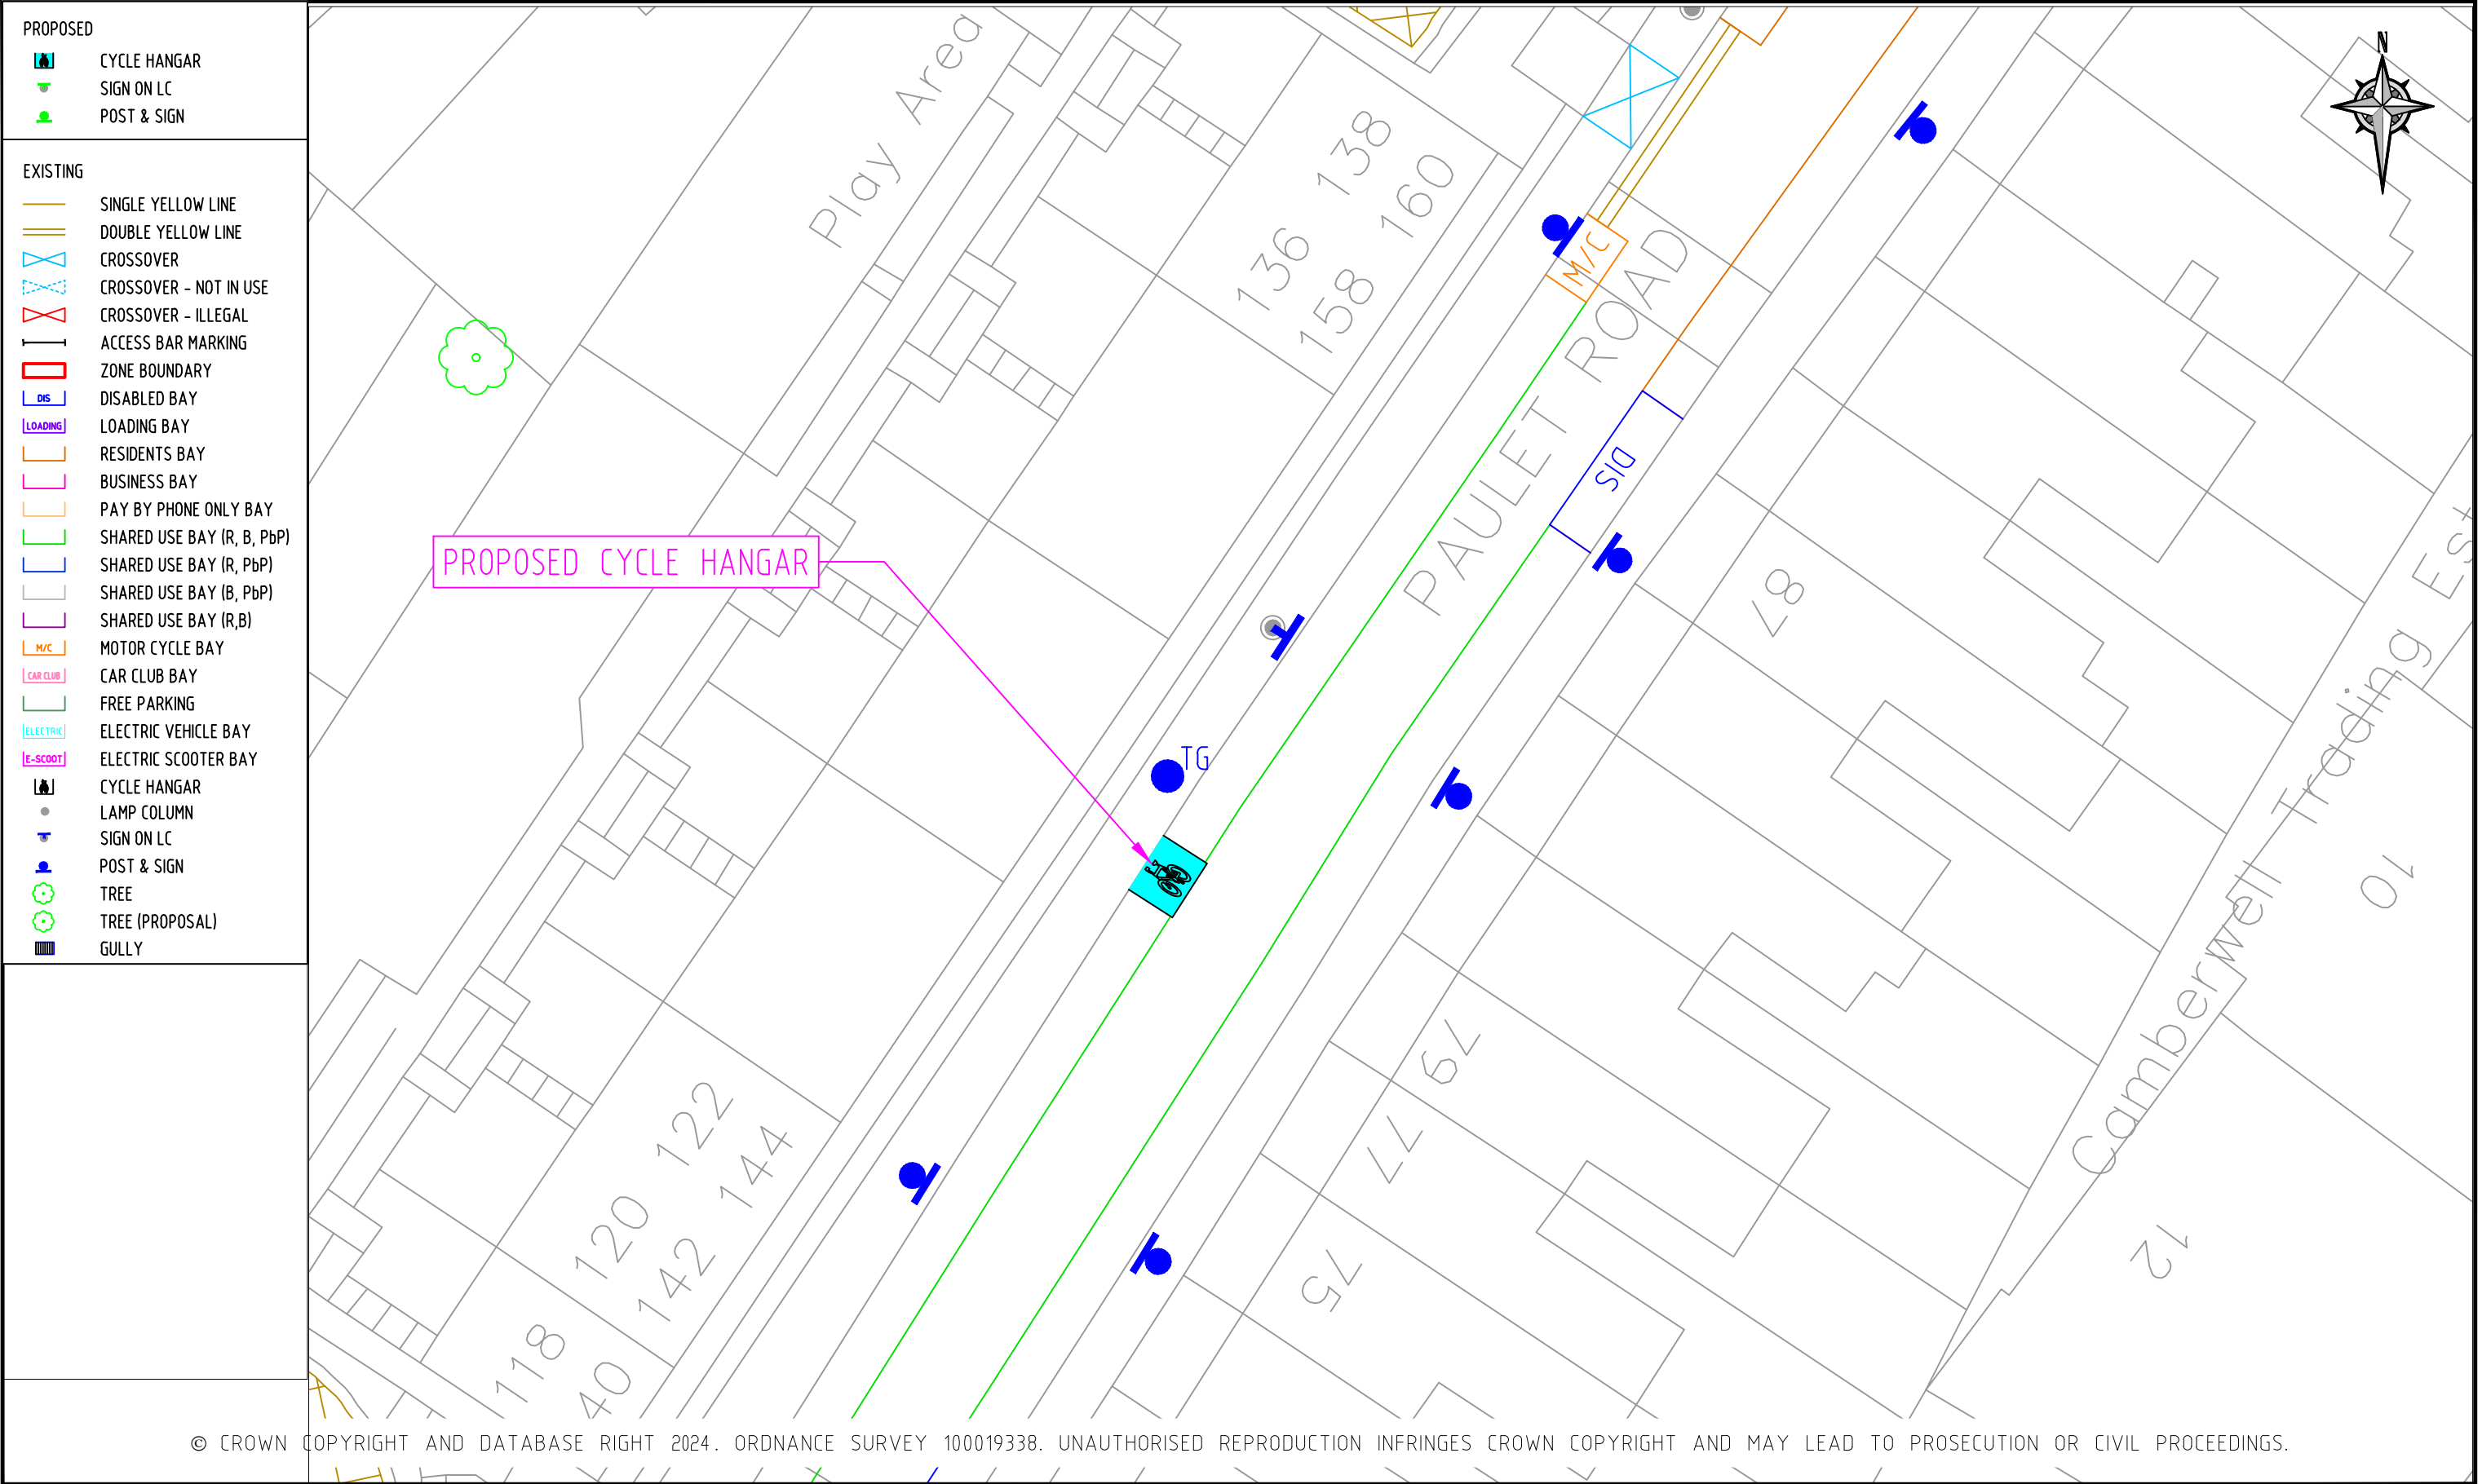 PROPOSED
CYCLE HANGAR
SIGN ON LC
POST & SIGN
EXISTING
SINGLE YELLOW LINE
DOUBLE YELLOW LINE
CROSSOVER
CROSSOVER - NOT IN USE
CROSSOVER - ILLEGAL
ACCESS BAR MARKING
ZONE BOUNDARY
DIS DISABLED BAY
LOADING LOADING BAY
RESIDENTS BAY
BUSINESS BAY
PAY BY PHONE ONLY BAY
SHARED USE BAY (R, B, PbP)
SHARED USE BAY (R, PbP)
SHARED USE BAY (B, PbP)
SHARED USE BAY (R,B)
M/C MOTOR CYCLE BAY
CAR CLUB CAR CLUB BAY
FREE PARKING
ELECTRIC ELECTRIC VEHICLE BAY
E-SCOOT ELECTRIC SCOOTER BAY
CYCLE HANGAR
LAMP COLUMN
SIGN ON LC
POST & SIGN
TREE
TREE (PROPOSAL)
GULLY
N
Play Area
136 138
158 160
M/C
PAULET ROAD
DIS
PROPOSED CYCLE HANGAR
TG
87
Camberwell Trading Est
10
79
77
75
12
120 122
142 144
118
40
© CROWN COPYRIGHT AND DATABASE RIGHT 2024. ORDNANCE SURVEY 100019338. UNAUTHORISED REPRODUCTION INFRINGES CROWN COPYRIGHT AND MAY LEAD TO PROSECUTION OR CIVIL PROCEEDINGS.